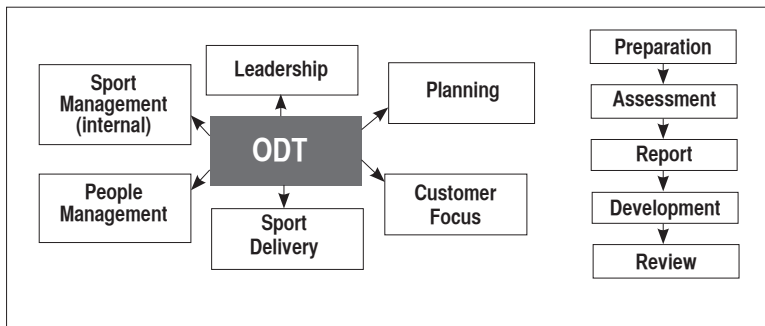 Leadership
Sport
Management
(internal)
Planning
ODT
People
Management
Customer
Focus
Sport
Delivery
Preparation
Assessment
Report
Development
Review